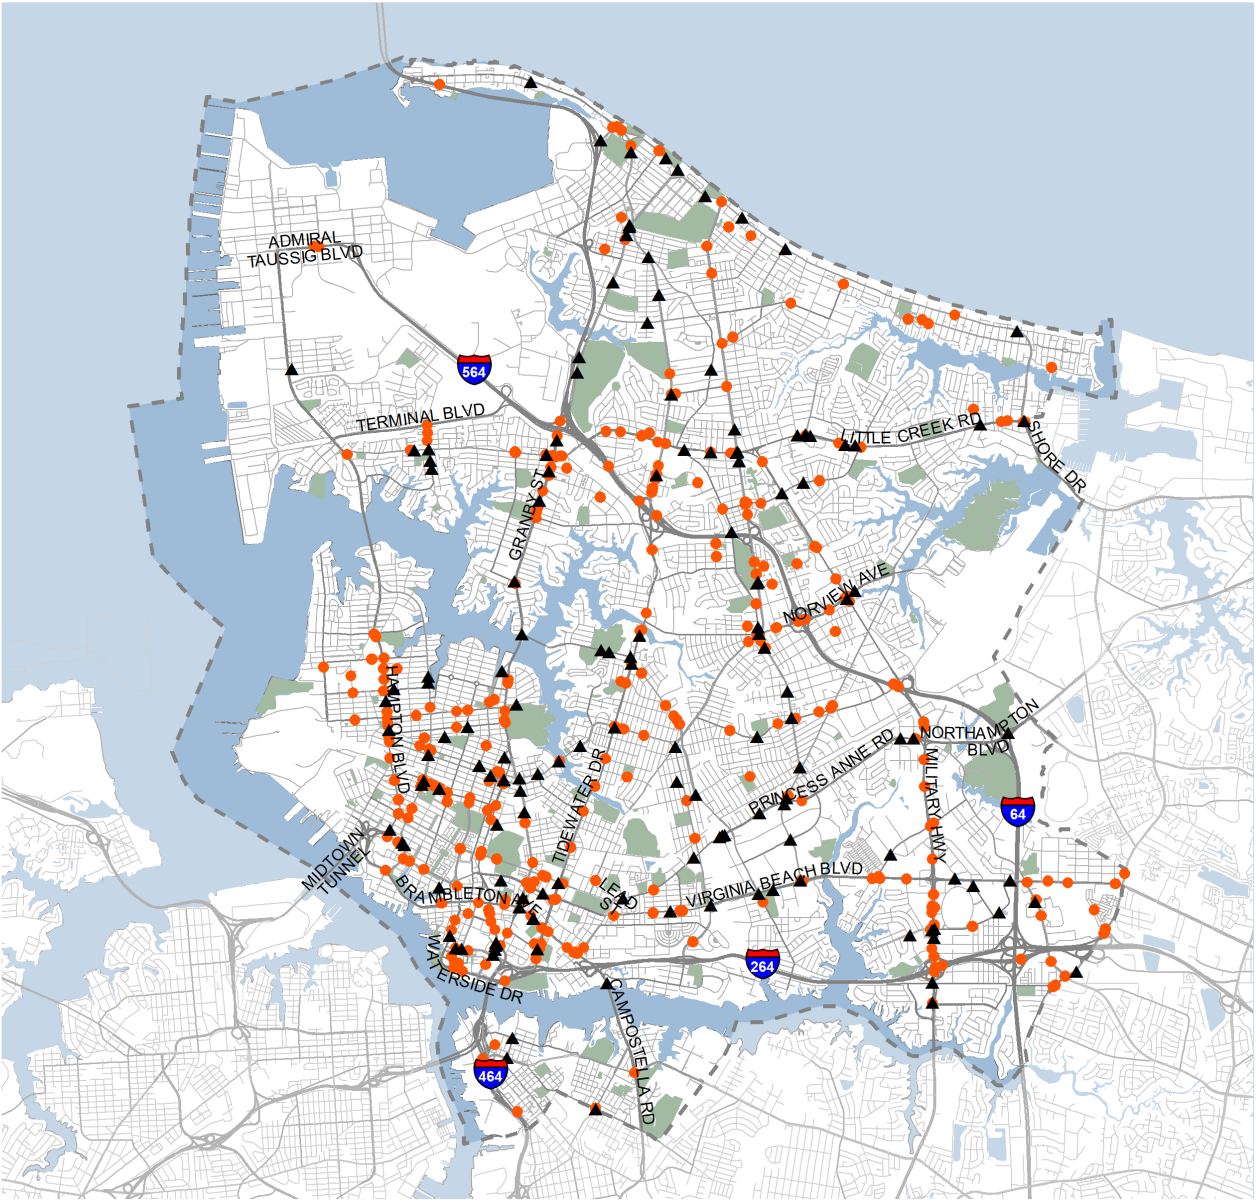 ADMIRAL
TAUSSIG BLVD
564
TERMINAL BLVD
LITTLE CREEK RD
SHORE DR
GRANBY ST
NORVIEW AVE
HAMPTON BLVD
NORTHAMPTON
BLVD
PRINCESS ANNE RD
MILITARY HWY
TIDEWATER DR
64
MIDTOWN
TUNNEL
VIRGINIA BEACH BLVD
BRAMBLETON AVE
WATERSIDE DR
264
CAMPOSTELLA RD
464